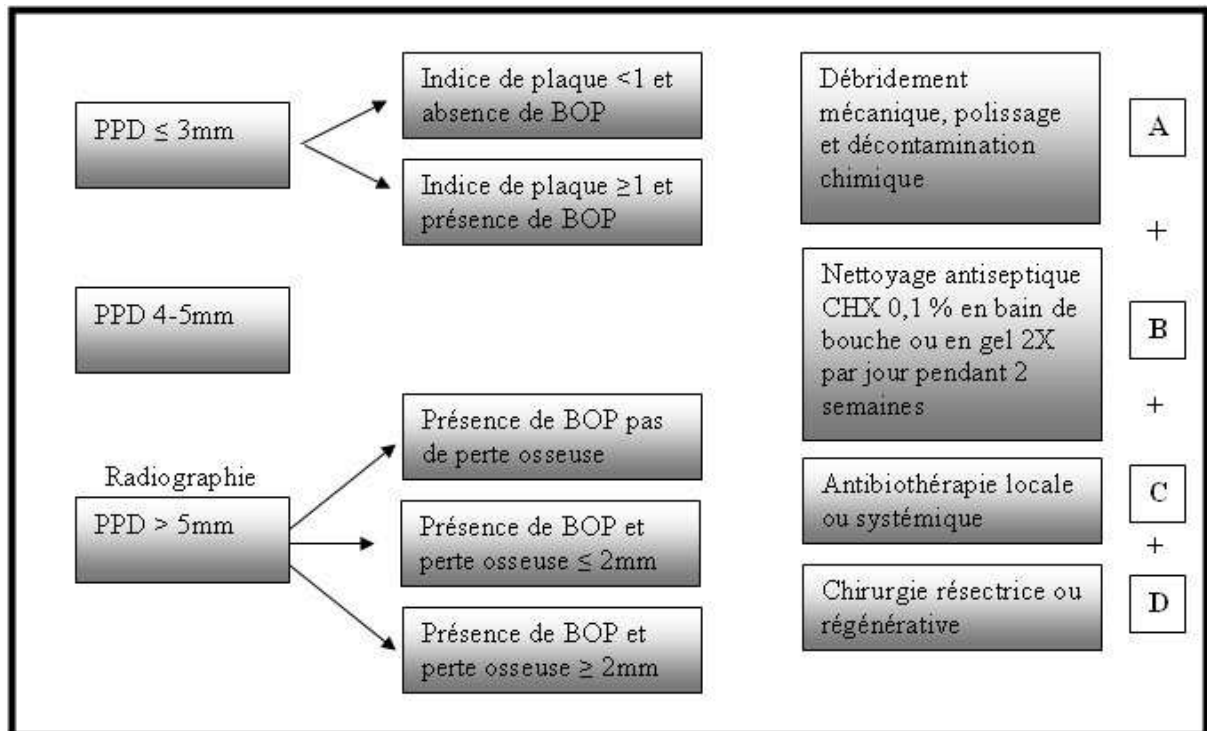 PPD ≤ 3mm
Indice de plaque <1 et
absence de BOP
Indice de plaque ≥1 et
présence de BOP
PPD 4-5mm
Radiographie
PPD > 5mm
Présence de BOP pas
de perte osseuse
Présence de BOP et
perte osseuse ≤ 2mm
Présence de BOP et
perte osseuse ≥ 2mm
Débridement
mécanique, polissage
et décontamination
chimique
A
+
Nettoyage antiseptique
CHX 0,1 % en bain de
bouche ou en gel 2X
par jour pendant 2
semaines
B
+
Antibiothérapie locale
ou systémique
C
+
Chirurgie résectrice ou
régénérative
D